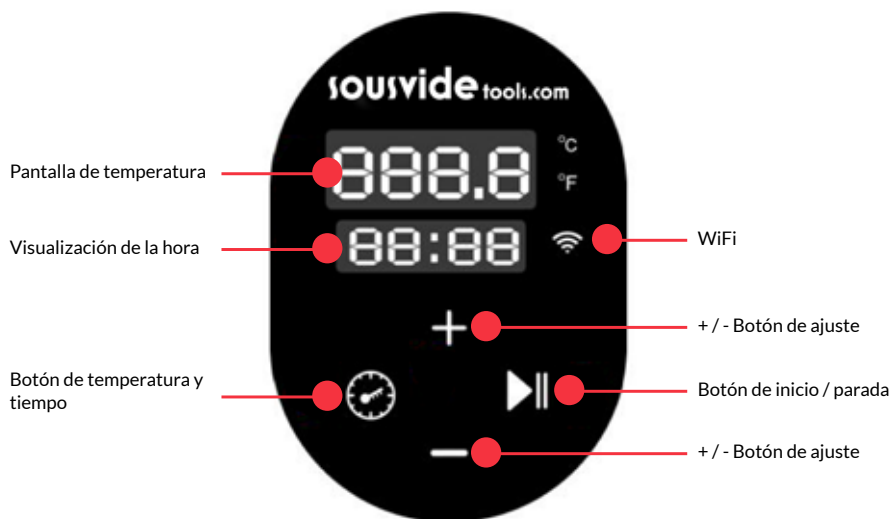 sousvide tools.com
888.8
°C
°F
Pantalla de temperatura
88:88
Visualización de la hora
WiFi
+ / - Botón de ajuste
Botón de temperatura y
tiempo
Botón de inicio / parada
+ / - Botón de ajuste